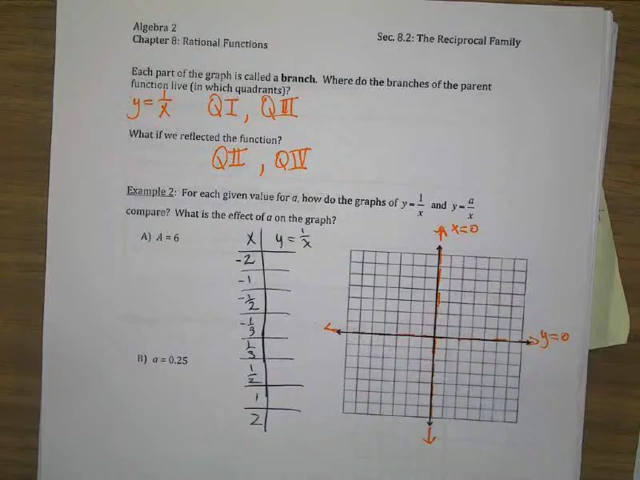 Algebra 2
Chapter 8: Rational Functions
Sec. 8.2: The Reciprocal Family
Each part of the graph is called a branch. Where do the branches of the parent
function live (in which quadrants)?
y = 1/x QI, QIII
What if we reflected the function?
QII, QIV
Example 2: For each given value for a, how do the graphs of y = 1/x and y = a/x
compare? What is the effect of a on the graph?
x=0
A) A = 6
x y = 1/x
-2
-1
-1/2
-1/3
y=0
1/3
B) a = 0.25
1/2
1
2